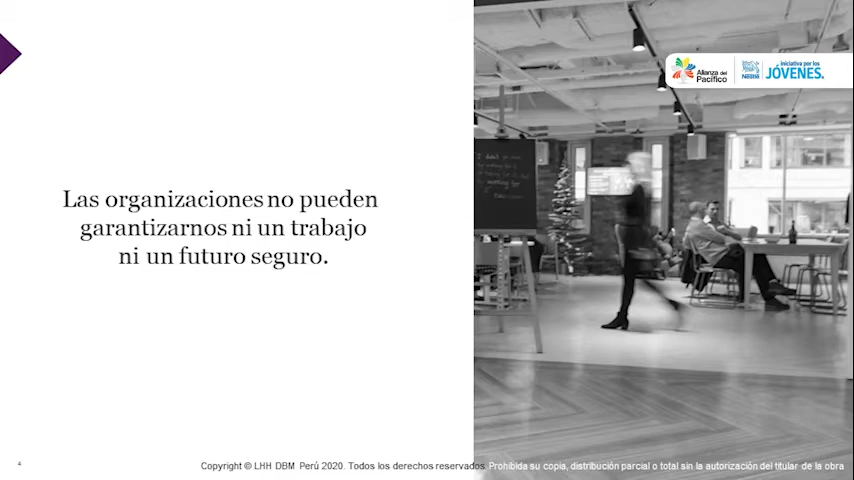 Las organizaciones no pueden
garantizarnos ni un trabajo
ni un futuro seguro.
Alianza del
Pacífico
Nestlé
iniciativa por los
JÓVENES.
4
Copyright © LHH DBM Perú 2020. Todos los derechos reservados. Prohibida su copia, distribución parcial o total sin la autorización del titular de la obra